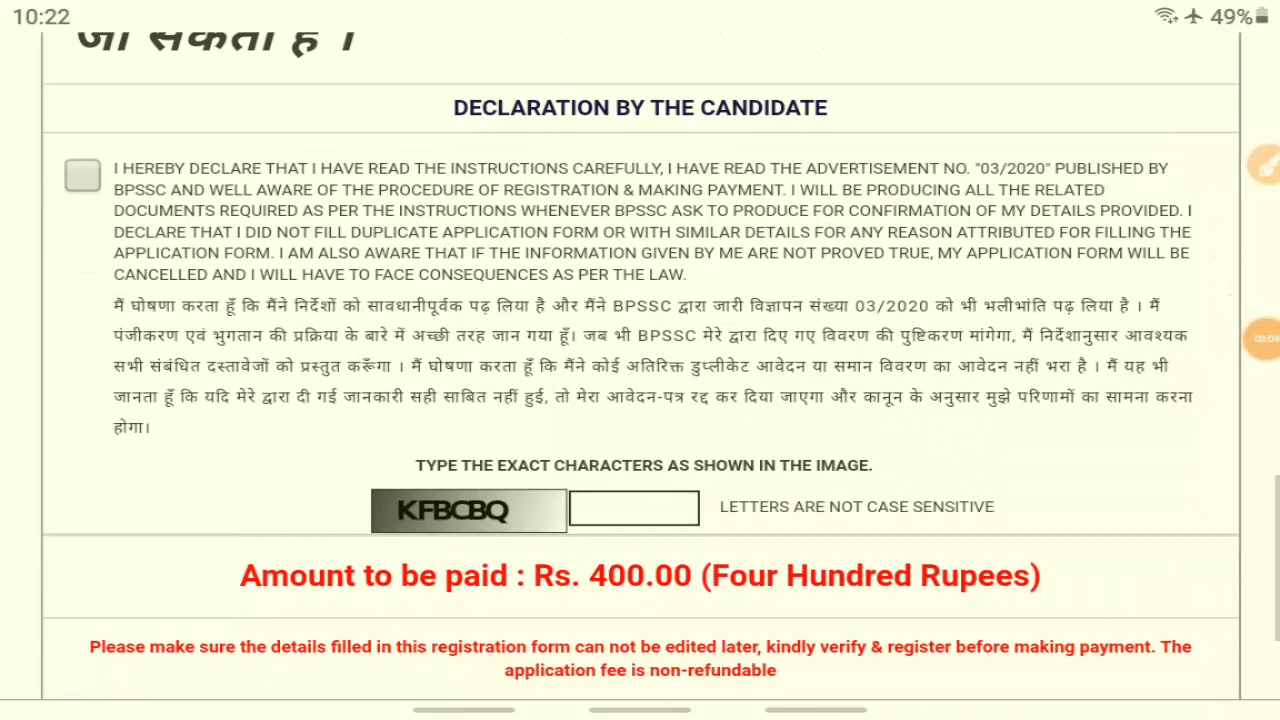 10:22
49%
जा सकता है ।
DECLARATION BY THE CANDIDATE
I HEREBY DECLARE THAT I HAVE READ THE INSTRUCTIONS CAREFULLY, I HAVE READ THE ADVERTISEMENT NO. "03/2020" PUBLISHED BY
BPSSC AND WELL AWARE OF THE PROCEDURE OF REGISTRATION & MAKING PAYMENT. I WILL BE PRODUCING ALL THE RELATED
DOCUMENTS REQUIRED AS PER THE INSTRUCTIONS WHENEVER BPSSC ASK TO PRODUCE FOR CONFIRMATION OF MY DETAILS PROVIDED. I
DECLARE THAT I DID NOT FILL DUPLICATE APPLICATION FORM OR WITH SIMILAR DETAILS FOR ANY REASON ATTRIBUTED FOR FILLING THE
APPLICATION FORM. I AM ALSO AWARE THAT IF THE INFORMATION GIVEN BY ME ARE NOT PROVED TRUE, MY APPLICATION FORM WILL BE
CANCELLED AND I WILL HAVE TO FACE CONSEQUENCES AS PER THE LAW.
मैं घोषणा करता हूँ कि मैंने निर्देशों को सावधानीपूर्वक पढ़ लिया है और मैंने BPSSC द्वारा जारी विज्ञापन संख्या 03/2020 को भी भलीभांति पढ़ लिया है । मैं
पंजीकरण एवं भुगतान की प्रक्रिया के बारे में अच्छी तरह जान गया हूँ। जब भी BPSSC मेरे द्वारा दिए गए विवरण की पुष्टिकरण मांगेगा, मैं निर्देशानुसार आवश्यक
सभी संबंधित दस्तावेजों को प्रस्तुत करूँगा । मैं घोषणा करता हूँ कि मैंने कोई अतिरिक्त डुप्लीकेट आवेदन या समान विवरण का आवेदन नहीं भरा है । मैं यह भी
जानता हूँ कि यदि मेरे द्वारा दी गई जानकारी सही साबित नहीं हुई, तो मेरा आवेदन-पत्र रद्द कर दिया जाएगा और कानून के अनुसार मुझे परिणामों का सामना करना
होगा।
TYPE THE EXACT CHARACTERS AS SHOWN IN THE IMAGE.
KFBCBQ
LETTERS ARE NOT CASE SENSITIVE
Amount to be paid : Rs. 400.00 (Four Hundred Rupees)
Please make sure the details filled in this registration form can not be edited later, kindly verify & register before making payment. The
application fee is non-refundable